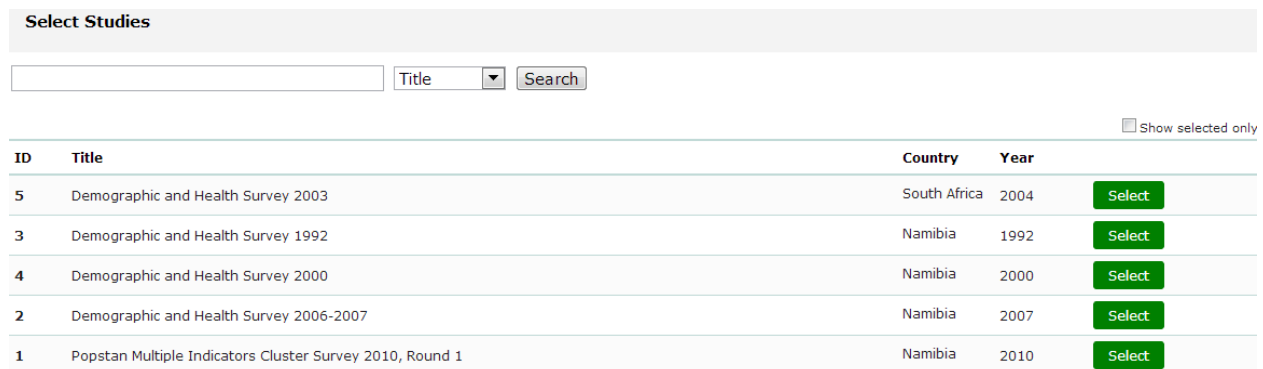 Select Studies
Title Search
Show selected only
ID Title Country Year
5 Demographic and Health Survey 2003 South Africa 2004 Select
3 Demographic and Health Survey 1992 Namibia 1992 Select
4 Demographic and Health Survey 2000 Namibia 2000 Select
2 Demographic and Health Survey 2006-2007 Namibia 2007 Select
1 Popstan Multiple Indicators Cluster Survey 2010, Round 1 Namibia 2010 Select